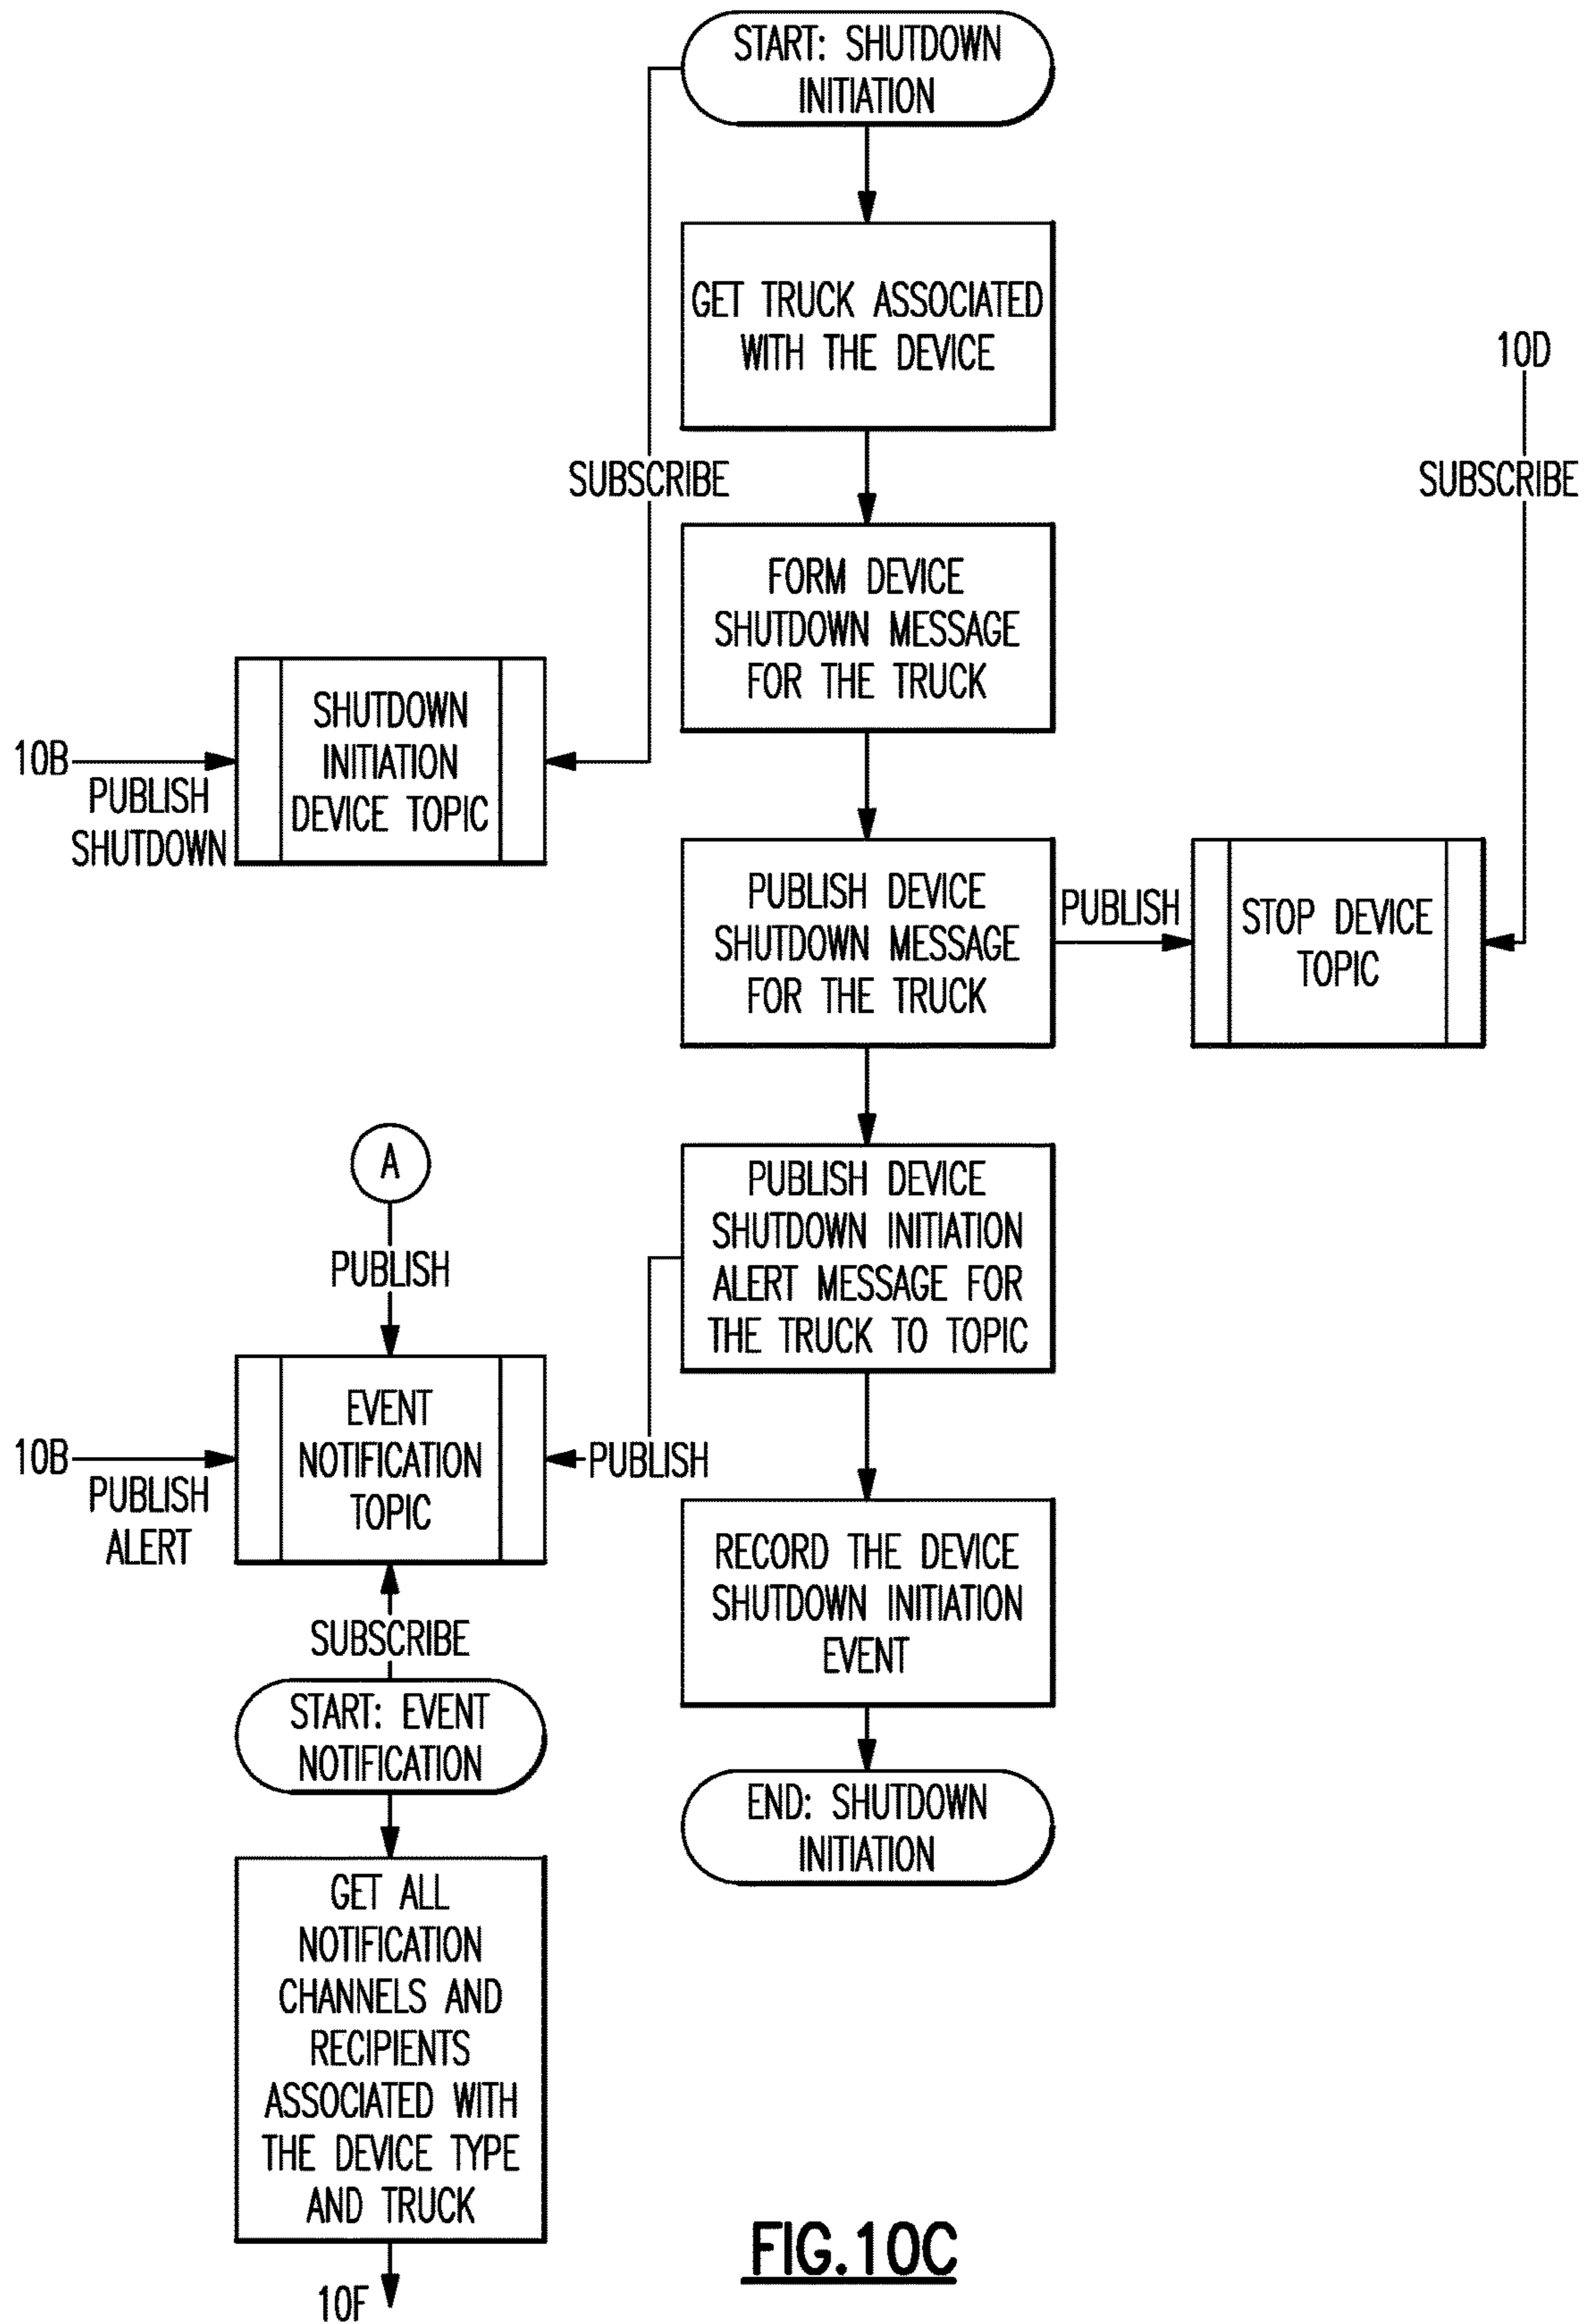 START: SHUTDOWN
INITIATION
GET TRUCK ASSOCIATED
WITH THE DEVICE
10D
SUBSCRIBE
SUBSCRIBE
FORM DEVICE
SHUTDOWN MESSAGE
FOR THE TRUCK
SHUTDOWN
INITIATION
DEVICE TOPIC
10B
PUBLISH
SHUTDOWN
PUBLISH DEVICE
SHUTDOWN MESSAGE
FOR THE TRUCK
PUBLISH
STOP DEVICE
TOPIC
A
PUBLISH
PUBLISH DEVICE
SHUTDOWN INITIATION
ALERT MESSAGE FOR
THE TRUCK TO TOPIC
EVENT
NOTIFICATION
TOPIC
10B
PUBLISH
ALERT
PUBLISH
RECORD THE DEVICE
SHUTDOWN INITIATION
EVENT
SUBSCRIBE
START: EVENT
NOTIFICATION
END: SHUTDOWN
INITIATION
GET ALL
NOTIFICATION
CHANNELS AND
RECIPIENTS
ASSOCIATED WITH
THE DEVICE TYPE
AND TRUCK
10F
FIG.10C